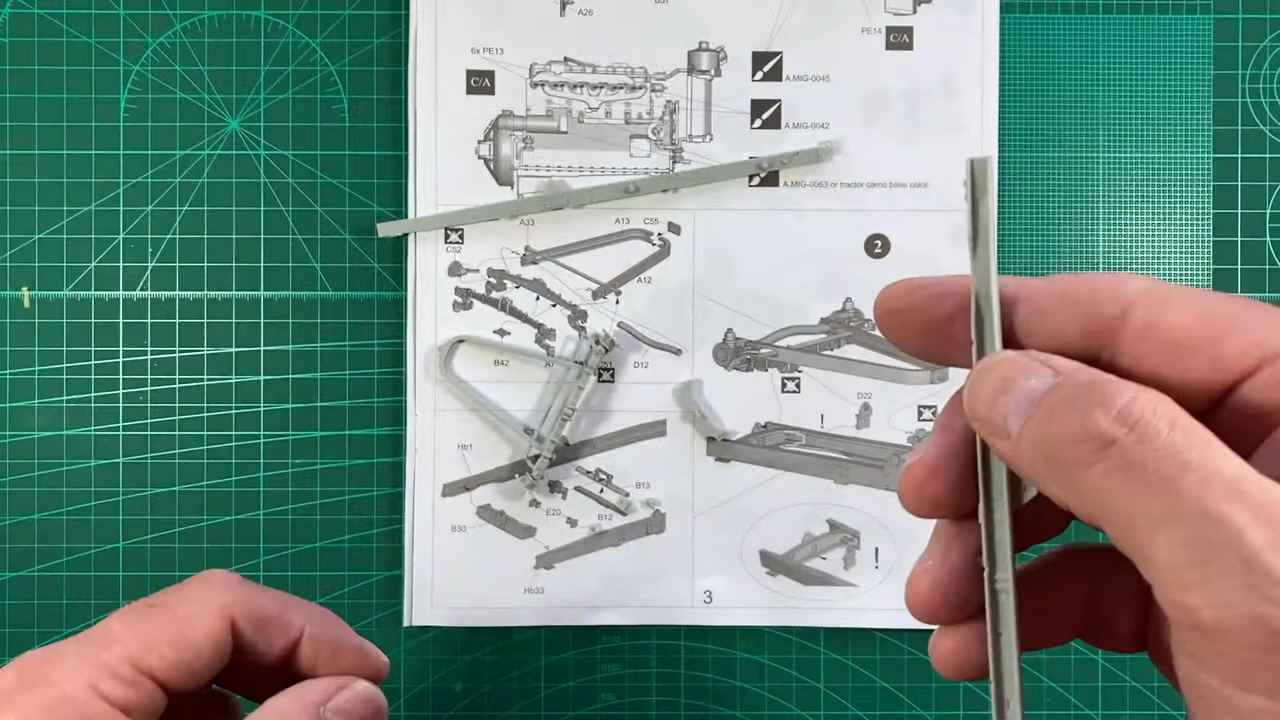 A26
PE14
C/A
6x PE13
C/A
A.MIG-0045
A.MIG-0042
A.MIG-0063 or tractor camo base color
A33
A13
C55
C52
2
A12
B42
D12
D22
!
Hb1
B13
E20
B12
B30
!
Hb33
3